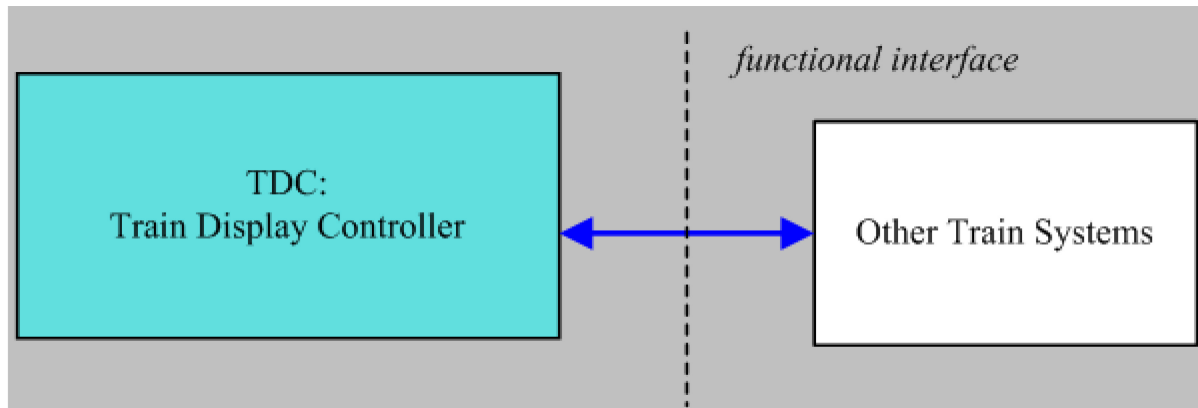 functional interface
TDC:
Train Display Controller
Other Train Systems